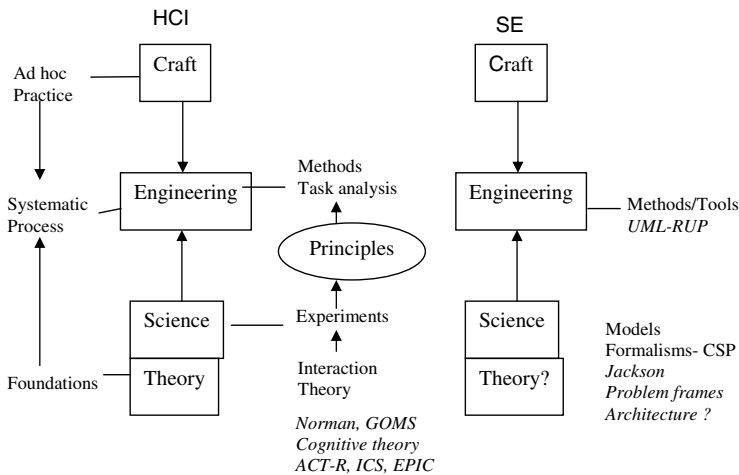 HCI
SE
Craft
Craft
Ad hoc
Practice
Engineering
Methods
Task analysis
Engineering
Systematic
Process
Methods/Tools
UML-RUP
Principles
Science
Experiments
Science
Foundations
Theory
Interaction
Theory
Theory?
Models
Formalisms- CSP
Jackson
Problem frames
Architecture ?
Norman, GOMS
Cognitive theory
ACT-R, ICS, EPIC